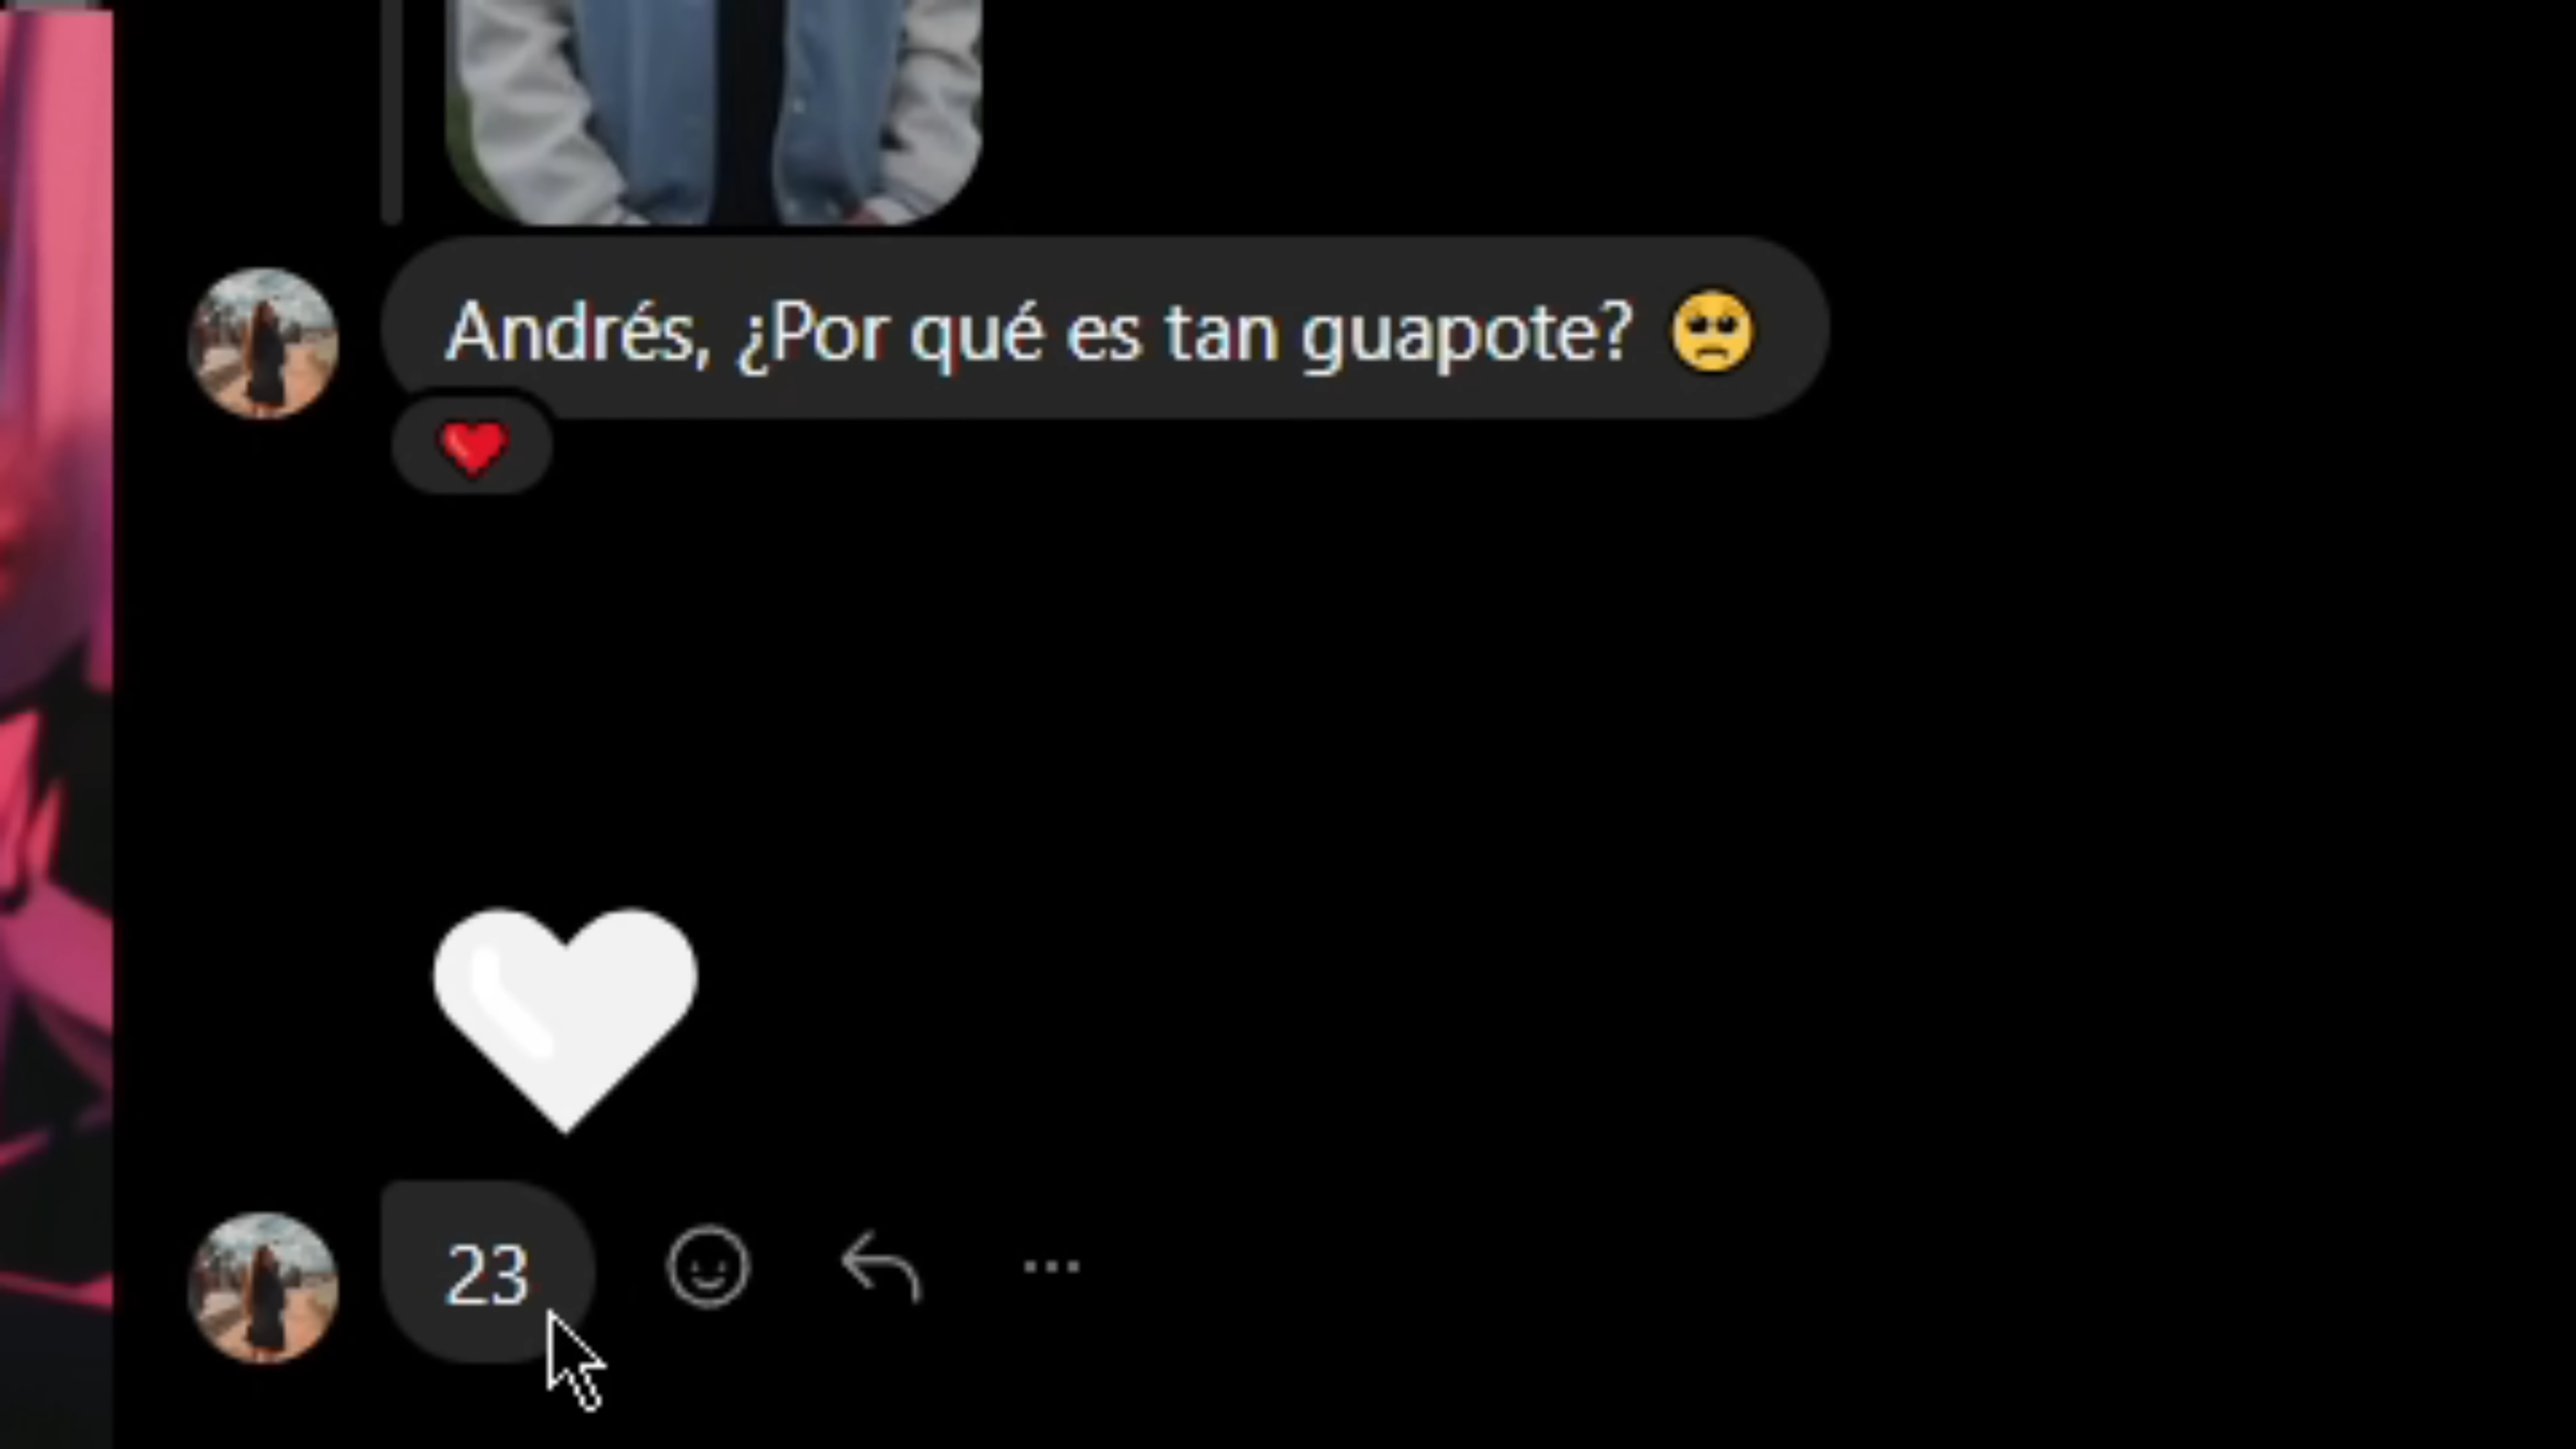 Andrés, ¿Por qué es tan guapote? 🥺
23